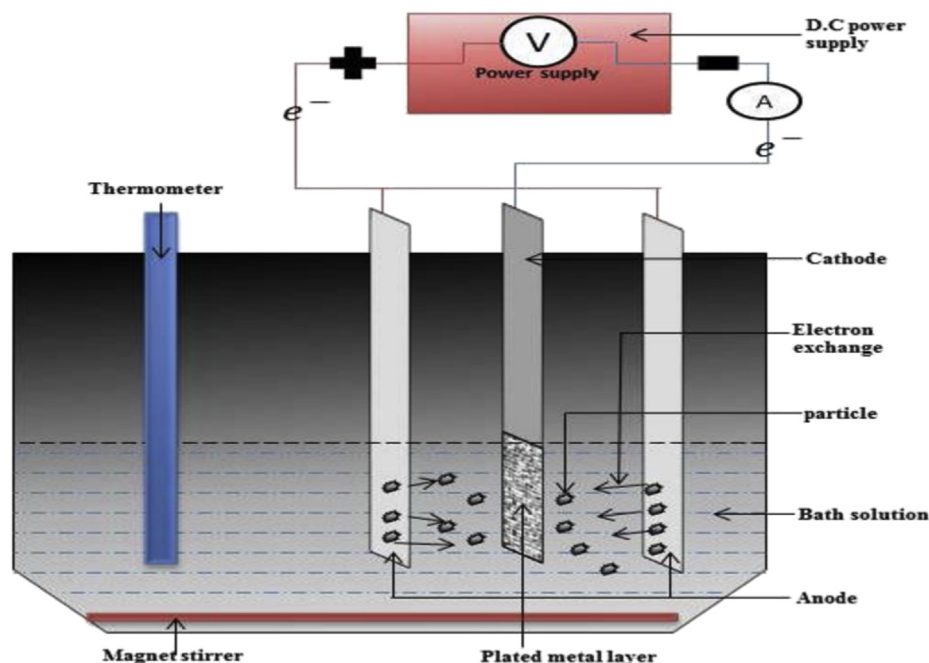 D.C power
supply
V
Power supply
A
e⁻
e⁻
Thermometer
Cathode
Electron
exchange
particle
Bath solution
Anode
Magnet stirrer
Plated metal layer